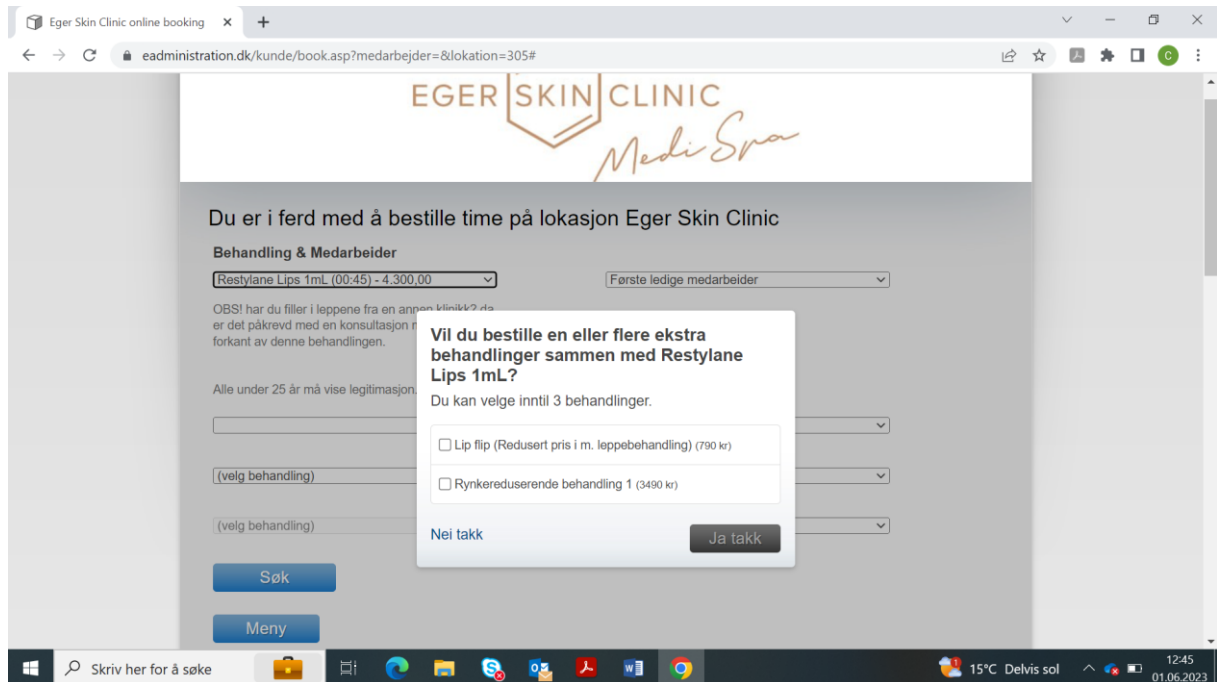 Eger Skin Clinic online booking
eadministration.dk/kunde/book.asp?medarbejder=&lokation=305#
C
EGER SKIN CLINIC
Medi Spa
Du er i ferd med å bestille time på lokasjon Eger Skin Clinic
Behandling & Medarbeider
Restylane Lips 1mL (00:45) - 4.300,00
Første ledige medarbeider
OBS! har du filler i leppene fra en annen klinikk? da
er det påkrevd med en konsultasjon
forkant av denne behandlingen.
Alle under 25 år må vise legitimasjon.
(velg behandling)
(velg behandling)
Søk
Meny
Vil du bestille en eller flere ekstra
behandlinger sammen med Restylane
Lips 1mL?
Du kan velge inntil 3 behandlinger.
Lip flip (Redusert pris i m. leppebehandling) (790 kr)
Rynkereduserende behandling 1 (3490 kr)
Nei takk
Ja takk
Skriv her for å søke
15°C Delvis sol
12:45
01.06.2023